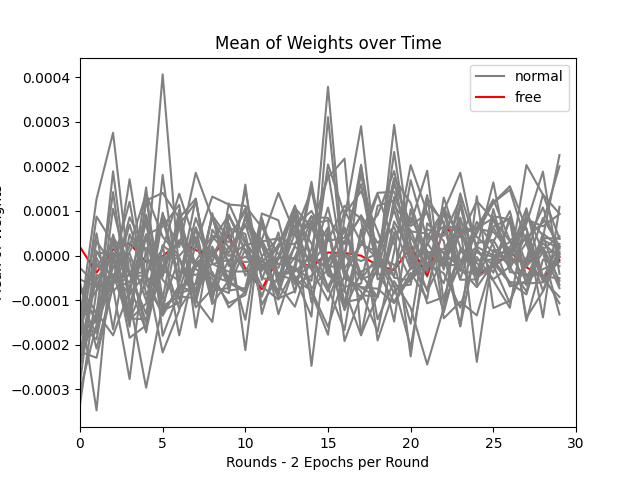 Mean of Weights over Time
normal
free
0.0004
0.0003
0.0002
0.0001
0.0000
−0.0001
−0.0002
−0.0003
0 5 10 15 20 25 30
Rounds - 2 Epochs per Round